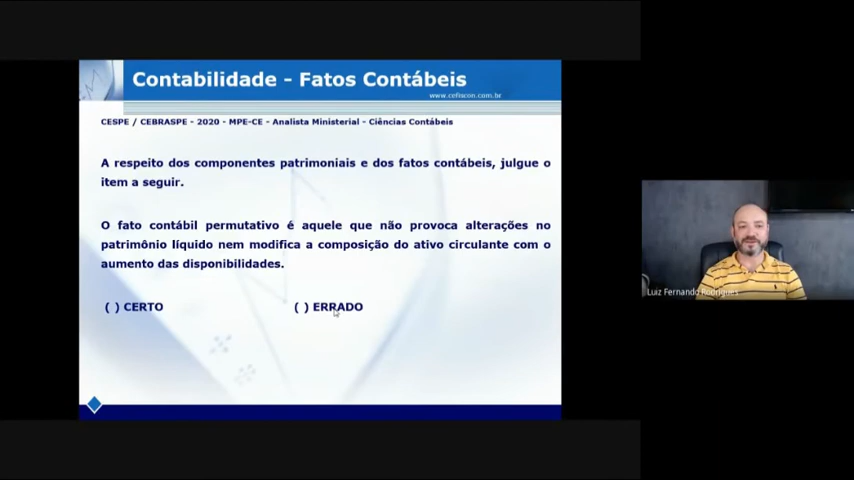 Contabilidade - Fatos Contábeis
www.cefiscon.com.br
CESPE / CEBRASPE - 2020 - MPE-CE - Analista Ministerial - Ciências Contábeis
A respeito dos componentes patrimoniais e dos fatos contábeis, julgue o
item a seguir.
O fato contábil permutativo é aquele que não provoca alterações no
patrimônio líquido nem modifica a composição do ativo circulante com o
aumento das disponibilidades.
( ) CERTO ( ) ERRADO
Luiz Fernando Rodrigues